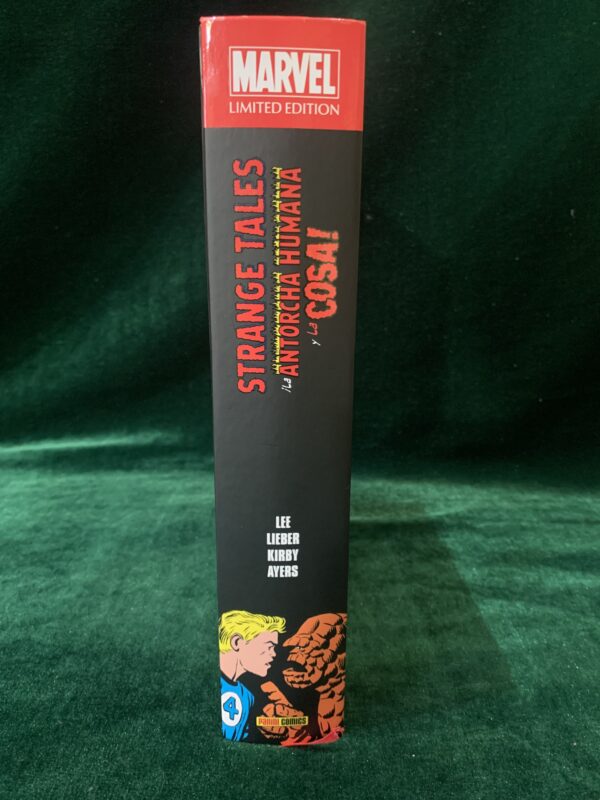 MARVEL
LIMITED EDITION
STRANGE TALES
¡La ANTORCHA HUMANA
y La COSA!
LEE
LIEBER
KIRBY
AYERS
4
PANINI COMICS